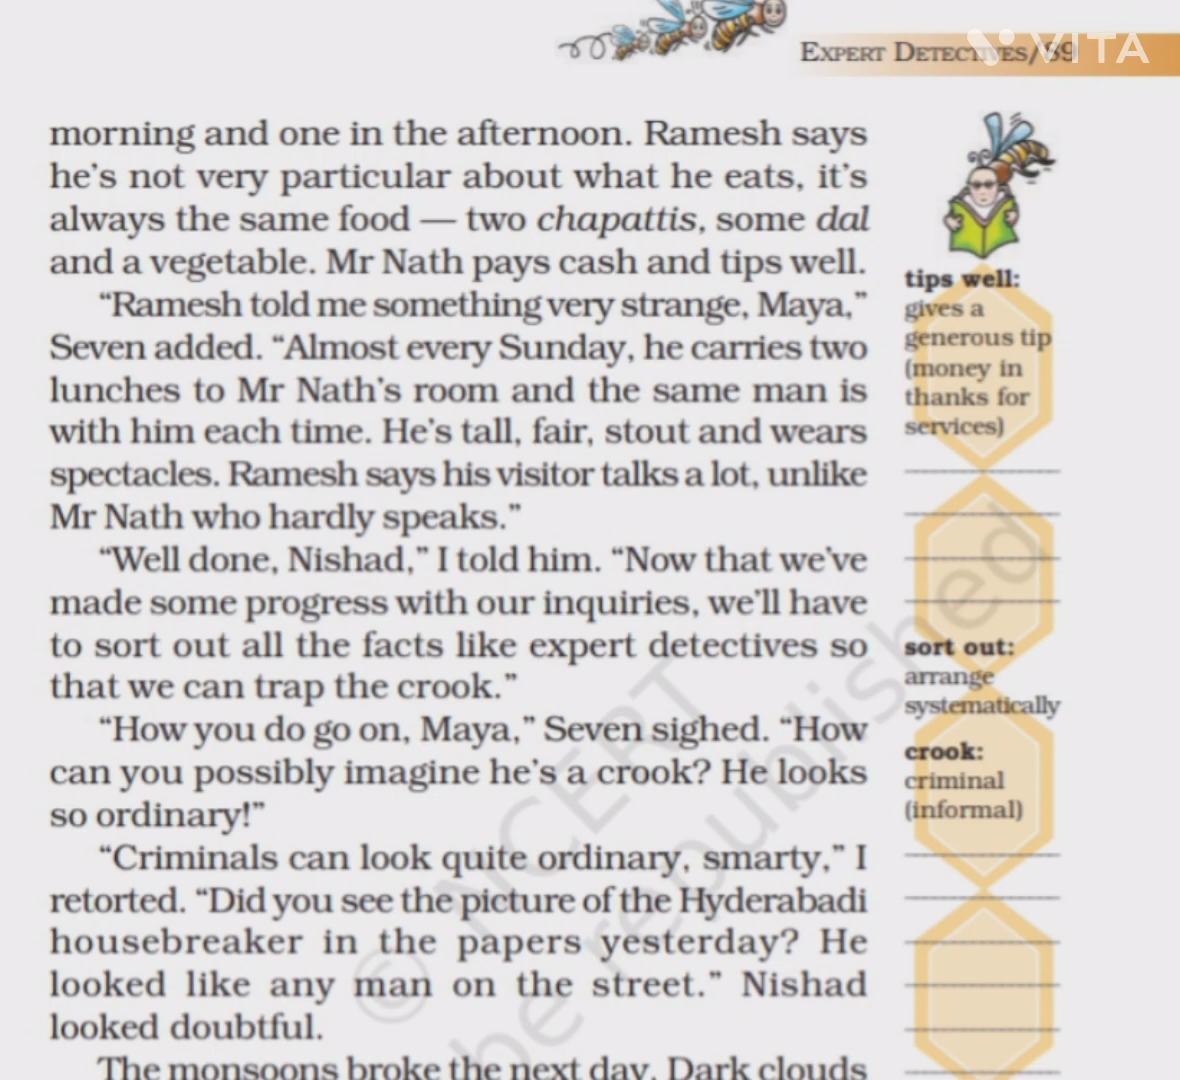 EXPERT DETECTIVES/89
VITA
morning and one in the afternoon. Ramesh says
he's not very particular about what he eats, it's
always the same food — two chapattis, some dal
and a vegetable. Mr Nath pays cash and tips well.
"Ramesh told me something very strange, Maya,"
Seven added. "Almost every Sunday, he carries two
lunches to Mr Nath's room and the same man is
with him each time. He's tall, fair, stout and wears
spectacles. Ramesh says his visitor talks a lot, unlike
Mr Nath who hardly speaks."
"Well done, Nishad," I told him. "Now that we've
made some progress with our inquiries, we'll have
to sort out all the facts like expert detectives so
that we can trap the crook."
"How you do go on, Maya," Seven sighed. "How
can you possibly imagine he's a crook? He looks
so ordinary!"
"Criminals can look quite ordinary, smarty," I
retorted. "Did you see the picture of the Hyderabadi
housebreaker in the papers yesterday? He
looked like any man on the street." Nishad
looked doubtful.
The monsoons broke the next day. Dark clouds
tips well:
gives a
generous tip
(money in
thanks for
services)
sort out:
arrange
systematically
crook:
criminal
(informal)
© NCERT
be republished